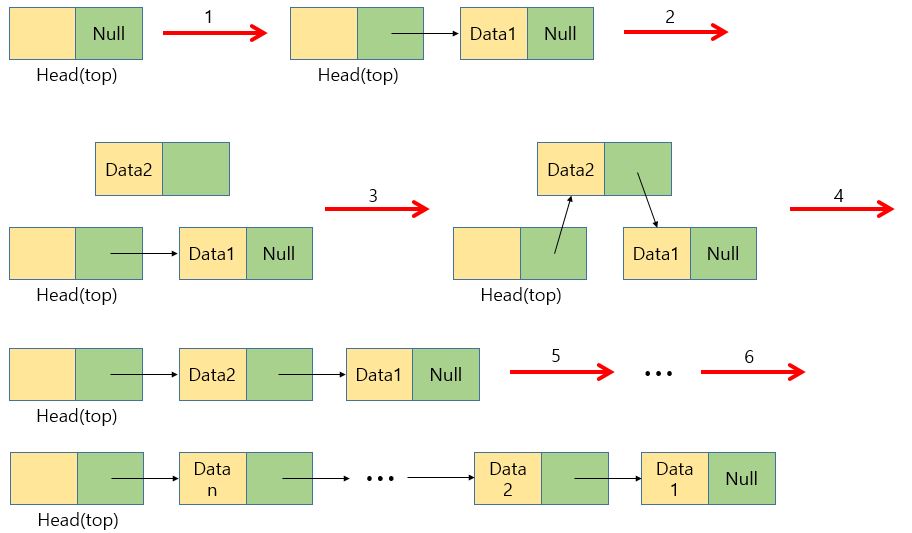 Null
1
Data1
Null
2
Head(top)
Head(top)
Data2
3
Data2
4
Data1
Null
Data1
Null
Head(top)
Head(top)
Data2
Data1
Null
5
...
6
Head(top)
Data
n
...
Data
2
Data
1
Null
Head(top)